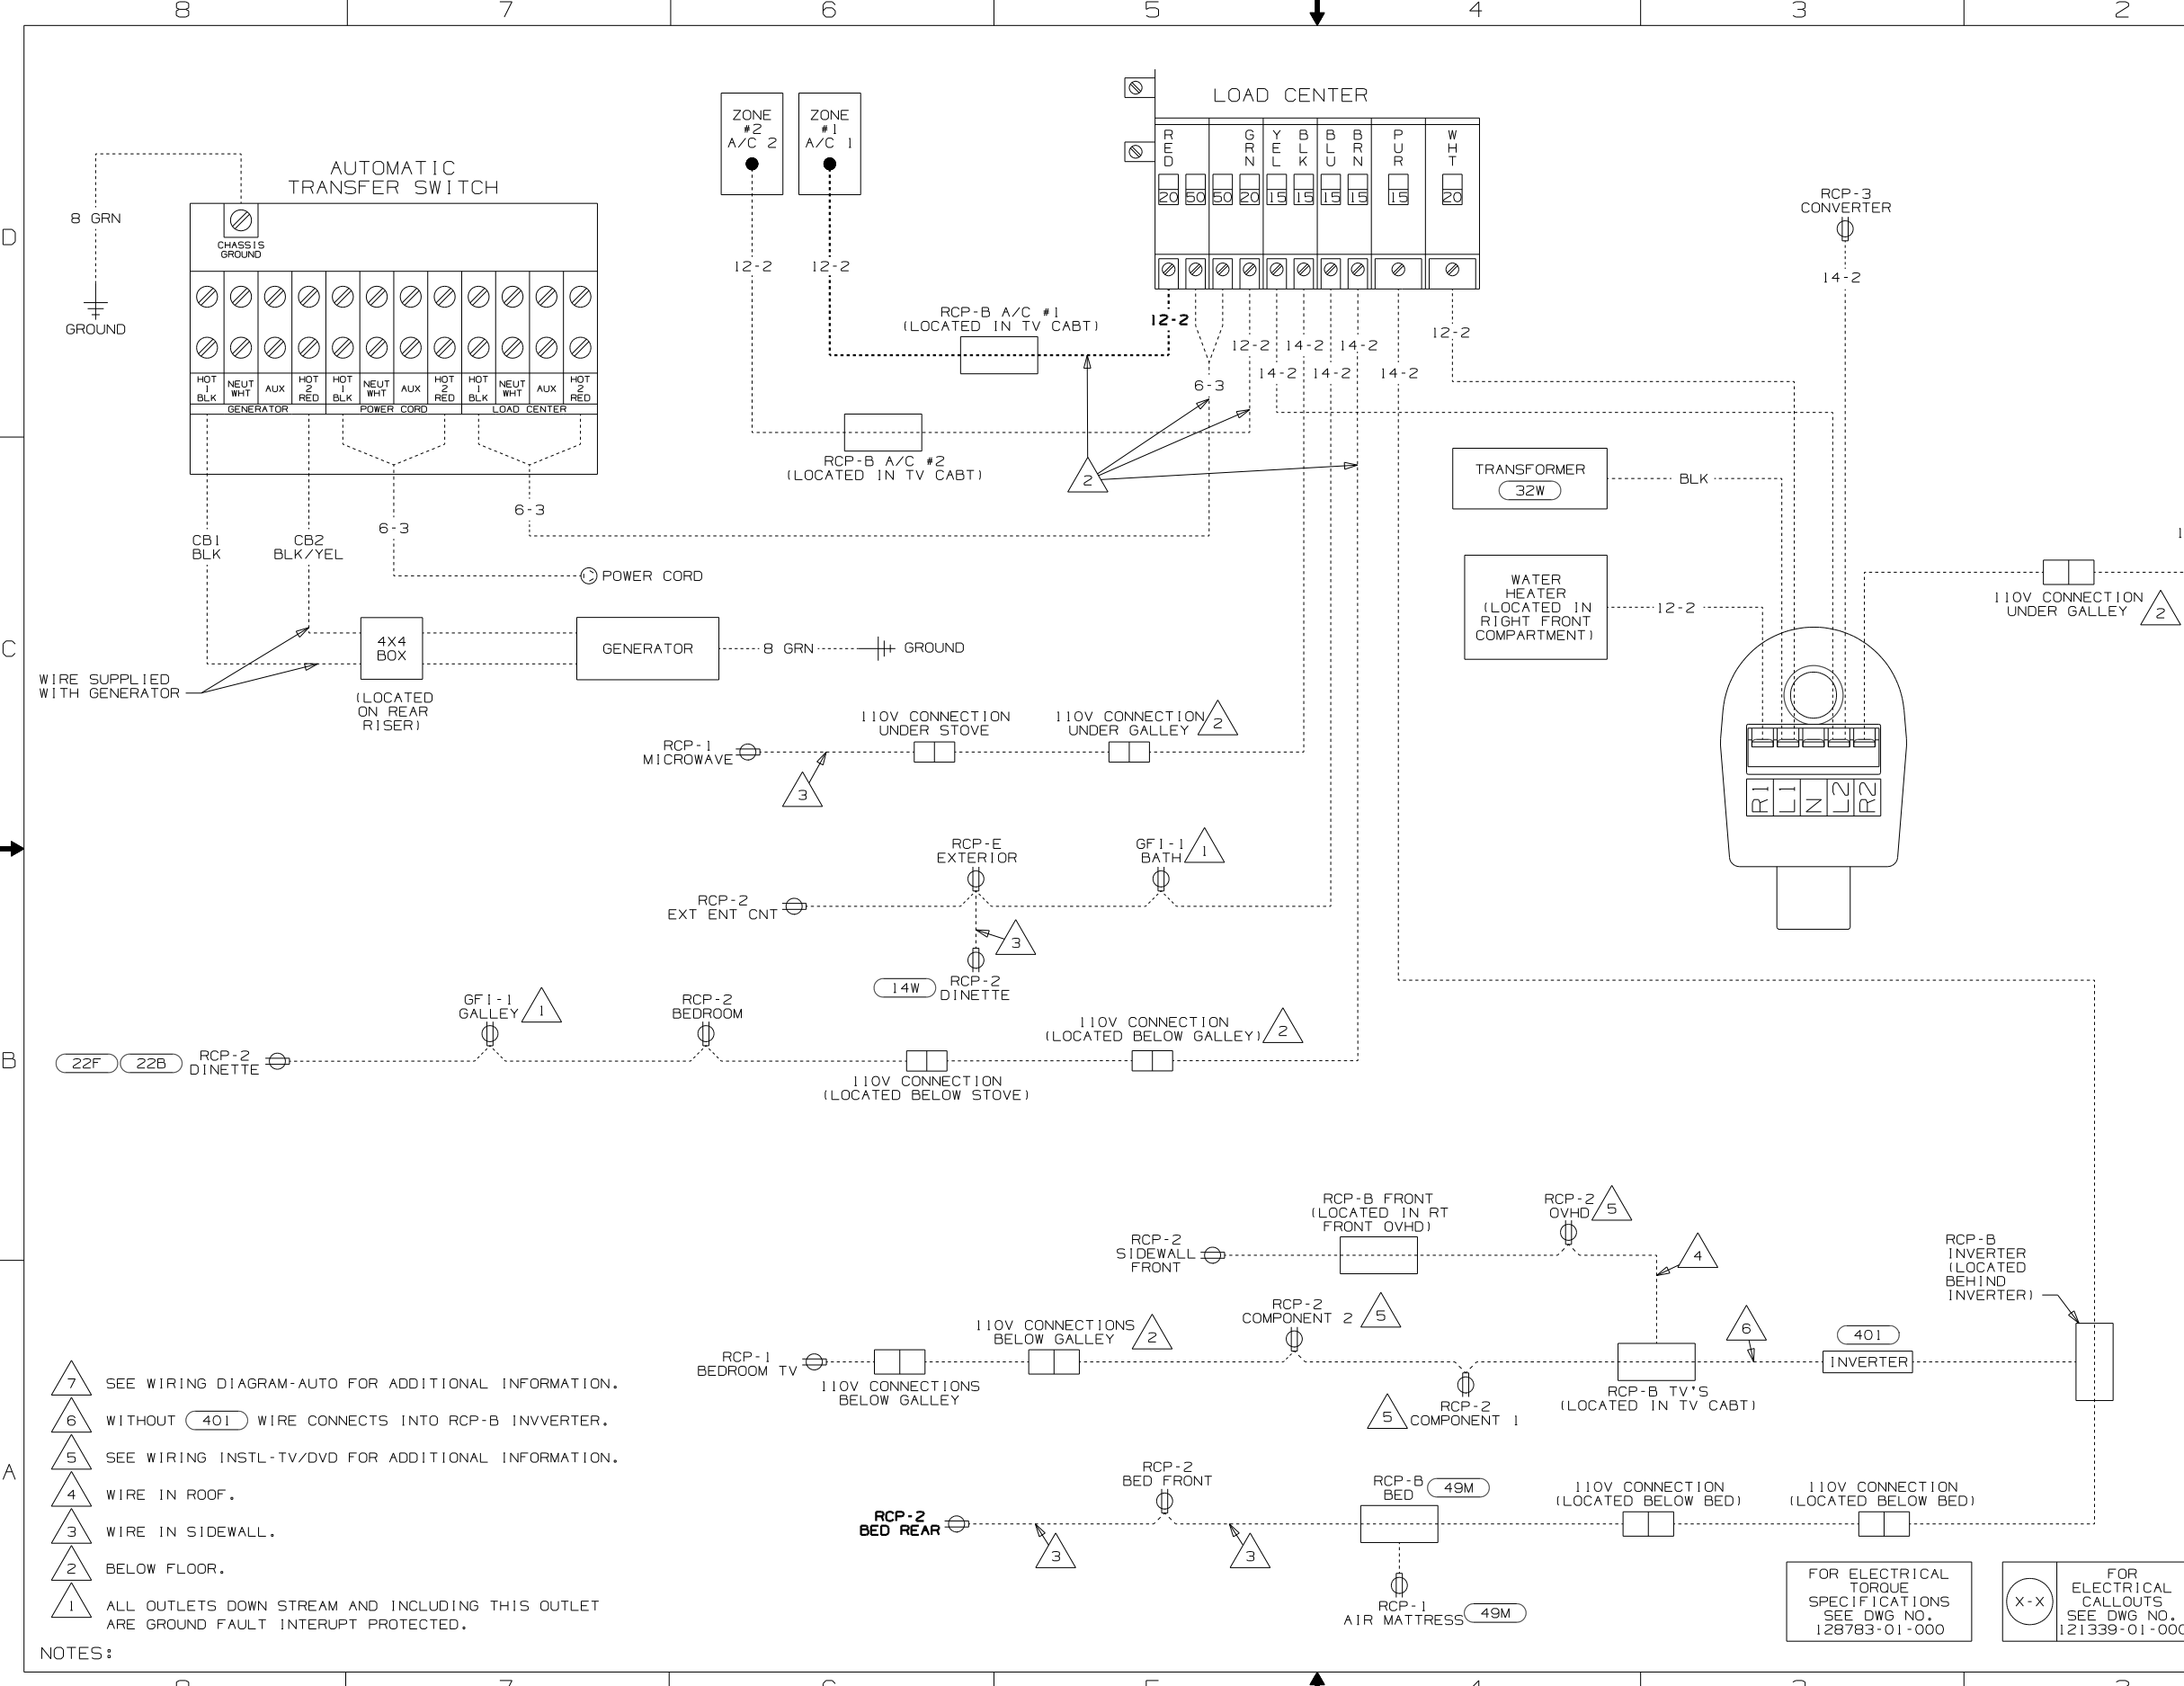 8 7 6 5 4 3 2
D
C
B
A
AUTOMATIC
TRANSFER SWITCH
8 GRN
GROUND
CHASSIS
GROUND
HOT 1 BLK
NEUT WHT
AUX
HOT 2 RED
HOT 1 BLK
NEUT WHT
AUX
HOT 2 RED
HOT 1 BLK
NEUT WHT
AUX
HOT 2 RED
GENERATOR
POWER CORD
LOAD CENTER
CB1
BLK
CB2
BLK/YEL
6-3
6-3
POWER CORD
4X4
BOX
(LOCATED
ON REAR
RISER)
GENERATOR
8 GRN
GROUND
WIRE SUPPLIED
WITH GENERATOR
ZONE
#2
A/C 2
ZONE
#1
A/C 1
12-2
12-2
RCP-B A/C #1
(LOCATED IN TV CABT)
RCP-B A/C #2
(LOCATED IN TV CABT)
2
LOAD CENTER
RED
GRN
YEL
BLK
BLU
BRN
PUR
WHT
20 50 50 20 15 15 15 15 15 20
12-2
12-2
12-2 14-2 14-2
6-3
14-2 14-2 14-2
RCP-3
CONVERTER
14-2
TRANSFORMER
32W
BLK
WATER
HEATER
(LOCATED IN
RIGHT FRONT
COMPARTMENT)
12-2
110V CONNECTION
UNDER GALLEY
2
R1 L1 N L2 R2
RCP-1
MICROWAVE
3
110V CONNECTION
UNDER STOVE
110V CONNECTION
UNDER GALLEY
2
RCP-2
EXT ENT CNT
RCP-E
EXTERIOR
GFI-1
BATH
1
3
14W
RCP-2
DINETTE
22F
22B
RCP-2
DINETTE
GFI-1
GALLEY
1
RCP-2
BEDROOM
110V CONNECTION
(LOCATED BELOW STOVE)
110V CONNECTION
(LOCATED BELOW GALLEY)
2
RCP-2
SIDEWALL
FRONT
RCP-B FRONT
(LOCATED IN RT
FRONT OVHD)
RCP-2
OVHD
5
4
RCP-B
INVERTER
(LOCATED
BEHIND
INVERTER)
RCP-1
BEDROOM TV
110V CONNECTIONS
BELOW GALLEY
110V CONNECTIONS
BELOW GALLEY
2
RCP-2
COMPONENT 2
5
5
RCP-2
COMPONENT 1
RCP-B TV'S
(LOCATED IN TV CABT)
6
401
INVERTER
RCP-2
BED REAR
3
RCP-2
BED FRONT
3
RCP-B
BED
49M
RCP-1
AIR MATTRESS
49M
110V CONNECTION
(LOCATED BELOW BED)
110V CONNECTION
(LOCATED BELOW BED)
7 SEE WIRING DIAGRAM-AUTO FOR ADDITIONAL INFORMATION.
6 WITHOUT 401 WIRE CONNECTS INTO RCP-B INVVERTER.
5 SEE WIRING INSTL-TV/DVD FOR ADDITIONAL INFORMATION.
4 WIRE IN ROOF.
3 WIRE IN SIDEWALL.
2 BELOW FLOOR.
1 ALL OUTLETS DOWN STREAM AND INCLUDING THIS OUTLET
ARE GROUND FAULT INTERUPT PROTECTED.
NOTES:
FOR ELECTRICAL
TORQUE
SPECIFICATIONS
SEE DWG NO.
128783-01-000
X-X
FOR
ELECTRICAL
CALLOUTS
SEE DWG NO.
121339-01-000